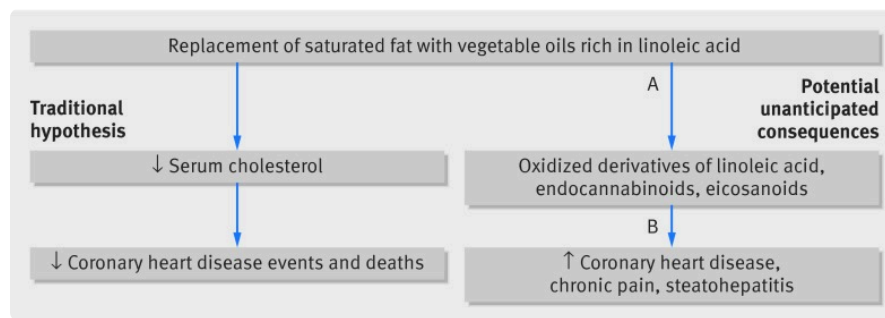 Replacement of saturated fat with vegetable oils rich in linoleic acid
Traditional
hypothesis
A
Potential
unanticipated
consequences
↓ Serum cholesterol
Oxidized derivatives of linoleic acid,
endocannabinoids, eicosanoids
B
↓ Coronary heart disease events and deaths
↑ Coronary heart disease,
chronic pain, steatohepatitis